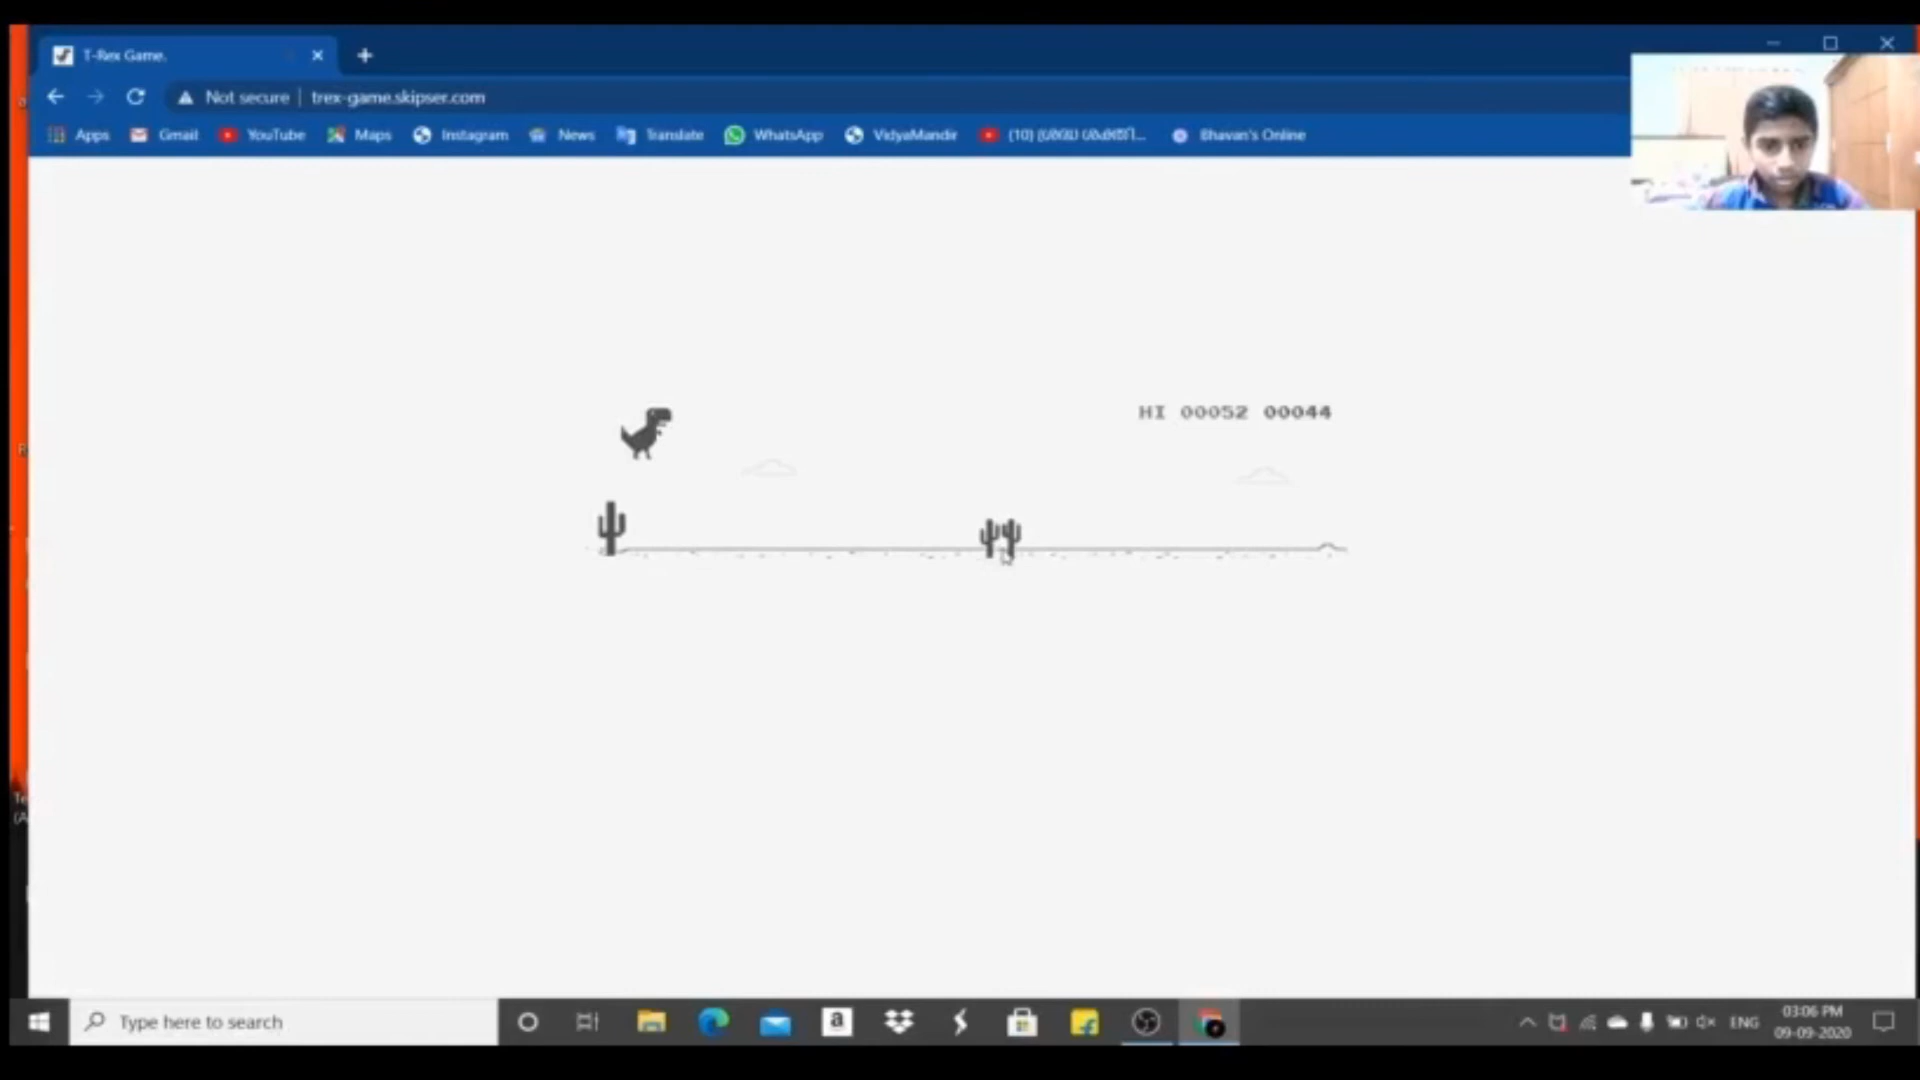 T-Rex Game.
Not secure | trex-game.skipser.com
Apps Gmail YouTube Maps Instagram News Translate WhatsApp VidyaMandir (10) Bhavan's Online
HI 00052 00044
Type here to search
a
ENG
03:06 PM
09-09-2020